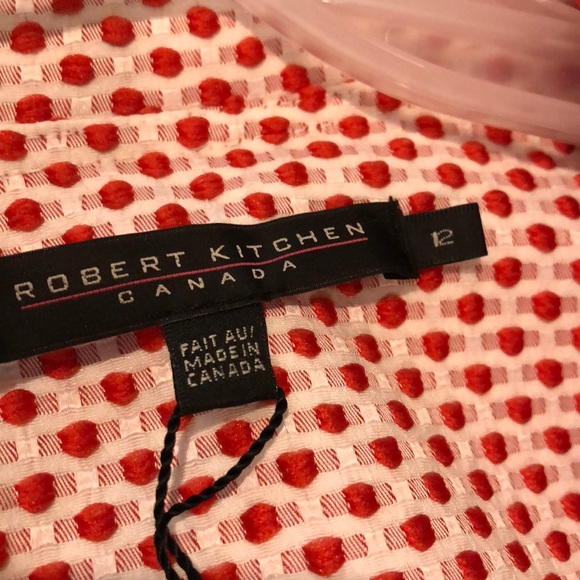 ROBERT KITCHEN
CANADA
12
FAIT AU/
MADE IN
CANADA